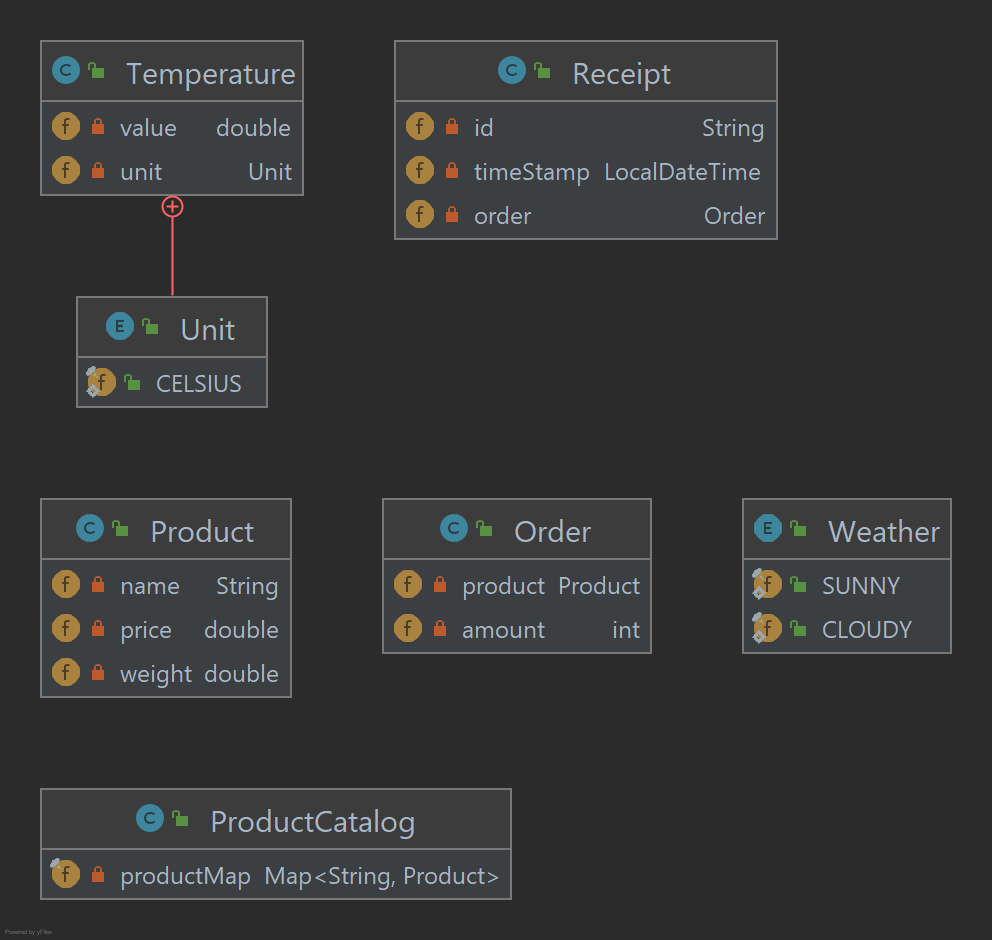 Temperature
value double
unit Unit
Receipt
id String
timeStamp LocalDateTime
order Order
Unit
CELSIUS
Product
name String
price double
weight double
Order
product Product
amount int
Weather
SUNNY
CLOUDY
ProductCatalog
productMap Map<String, Product>
Powered by yFiles